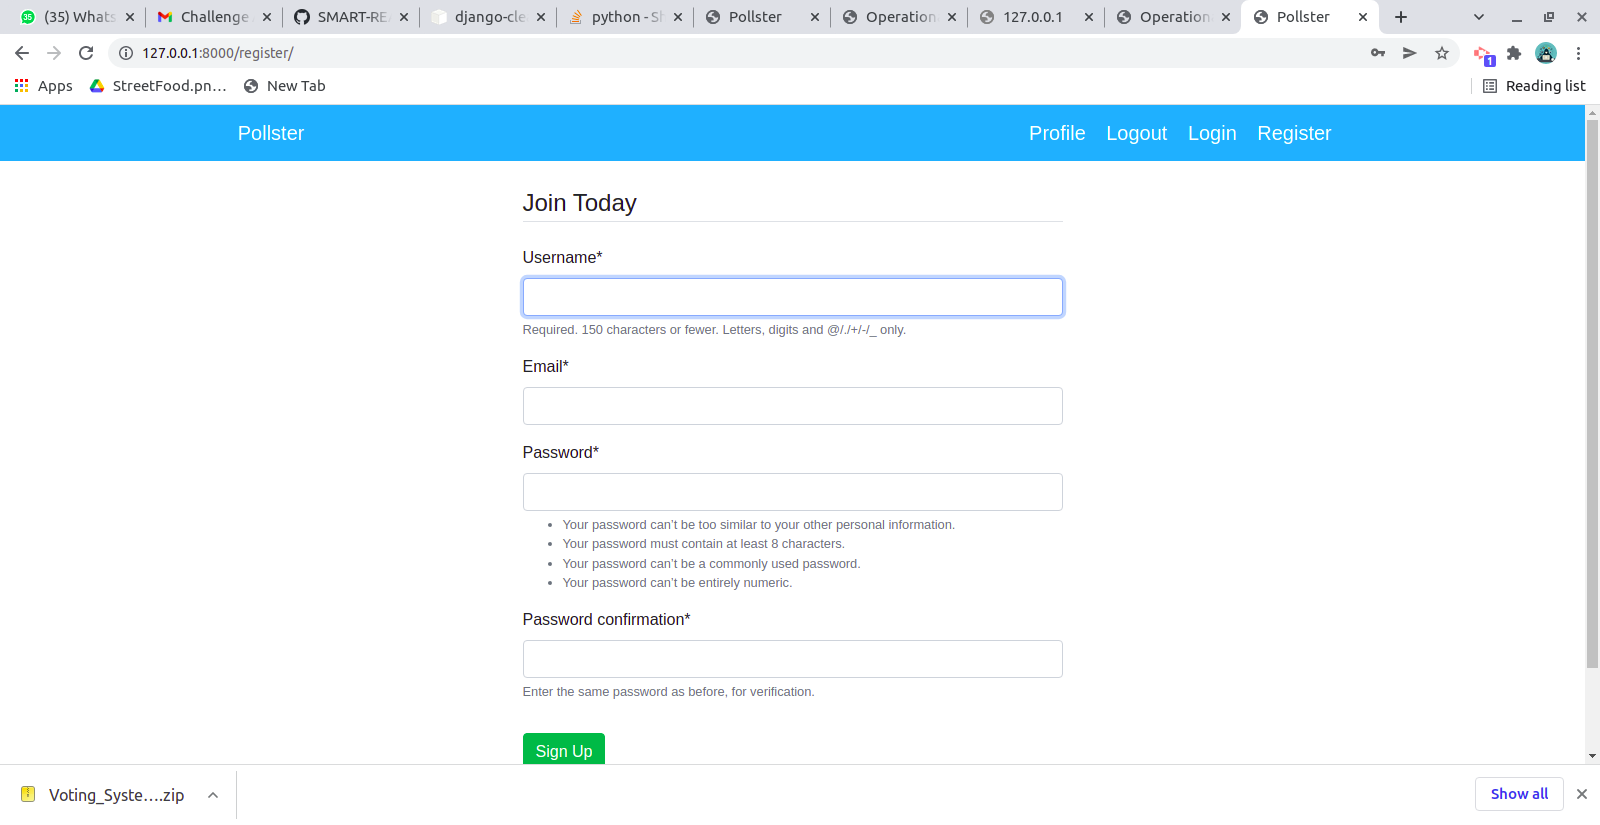 (35) Whats
Challenge
SMART-RE
django-cle
python - Sh
Pollster
Operation
127.0.0.1
Operation
Pollster
127.0.0.1:8000/register/
1
Apps
StreetFood.pn...
New Tab
Reading list
Pollster
Profile
Logout
Login
Register
Join Today
Username*
Required. 150 characters or fewer. Letters, digits and @/./+/-/_ only.
Email*
Password*
• Your password can't be too similar to your other personal information.
• Your password must contain at least 8 characters.
• Your password can't be a commonly used password.
• Your password can't be entirely numeric.
Password confirmation*
Enter the same password as before, for verification.
Sign Up
Voting_Syste....zip
Show all